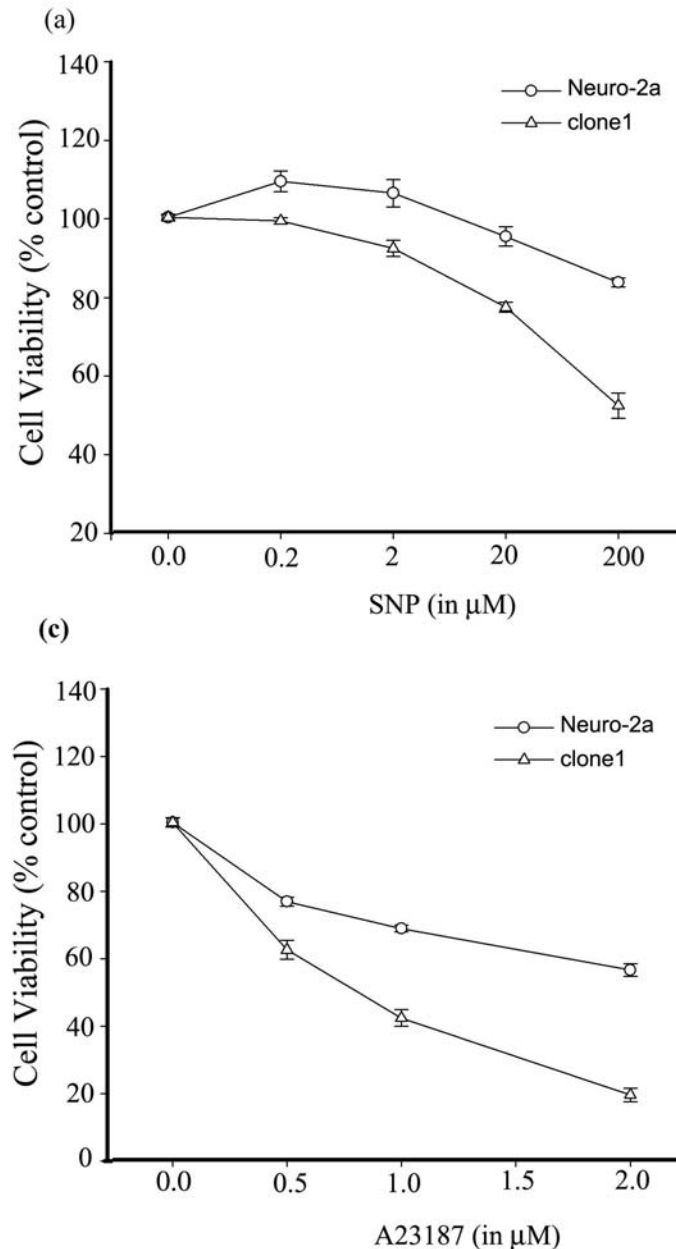 (a)
140
120
100
80
60
40
20
Cell Viability (% control)
Neuro-2a
clone1
0.0 0.2 2 20 200
SNP (in μM)
(c)
140
120
100
80
60
40
20
0
Cell Viability (% control)
Neuro-2a
clone1
0.0 0.5 1.0 1.5 2.0
A23187 (in μM)